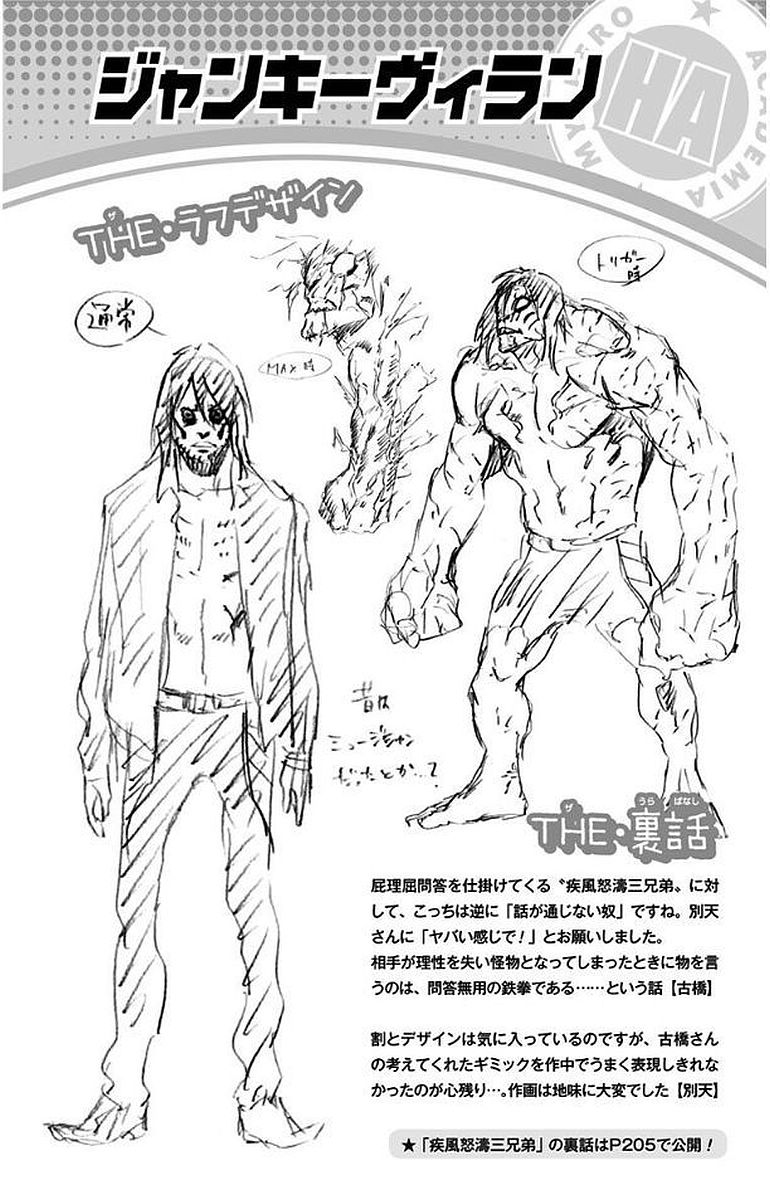 ジャンキーヴィラン
MY HERO ACADEMIA
HA
ザ
THE・ラフデザイン
通常
MAX時
トリガー時
昔は
ミュージシャン
だったとか…?
ザ うら ばなし
THE・裏話
屁理屈問答を仕掛けてくる〝疾風怒濤三兄弟〟に対
して、こっちは逆に「話が通じない奴」ですね。別天
さんに「ヤバい感じで!」とお願いしました。
相手が理性を失い怪物となってしまったときに物を言
うのは、問答無用の鉄拳である……という話【古橋】
割とデザインは気に入っているのですが、古橋さん
の考えてくれたギミックを作中でうまく表現しきれな
かったのが心残り…。作画は地味に大変でした【別天】
★「疾風怒濤三兄弟」の裏話はP205で公開!